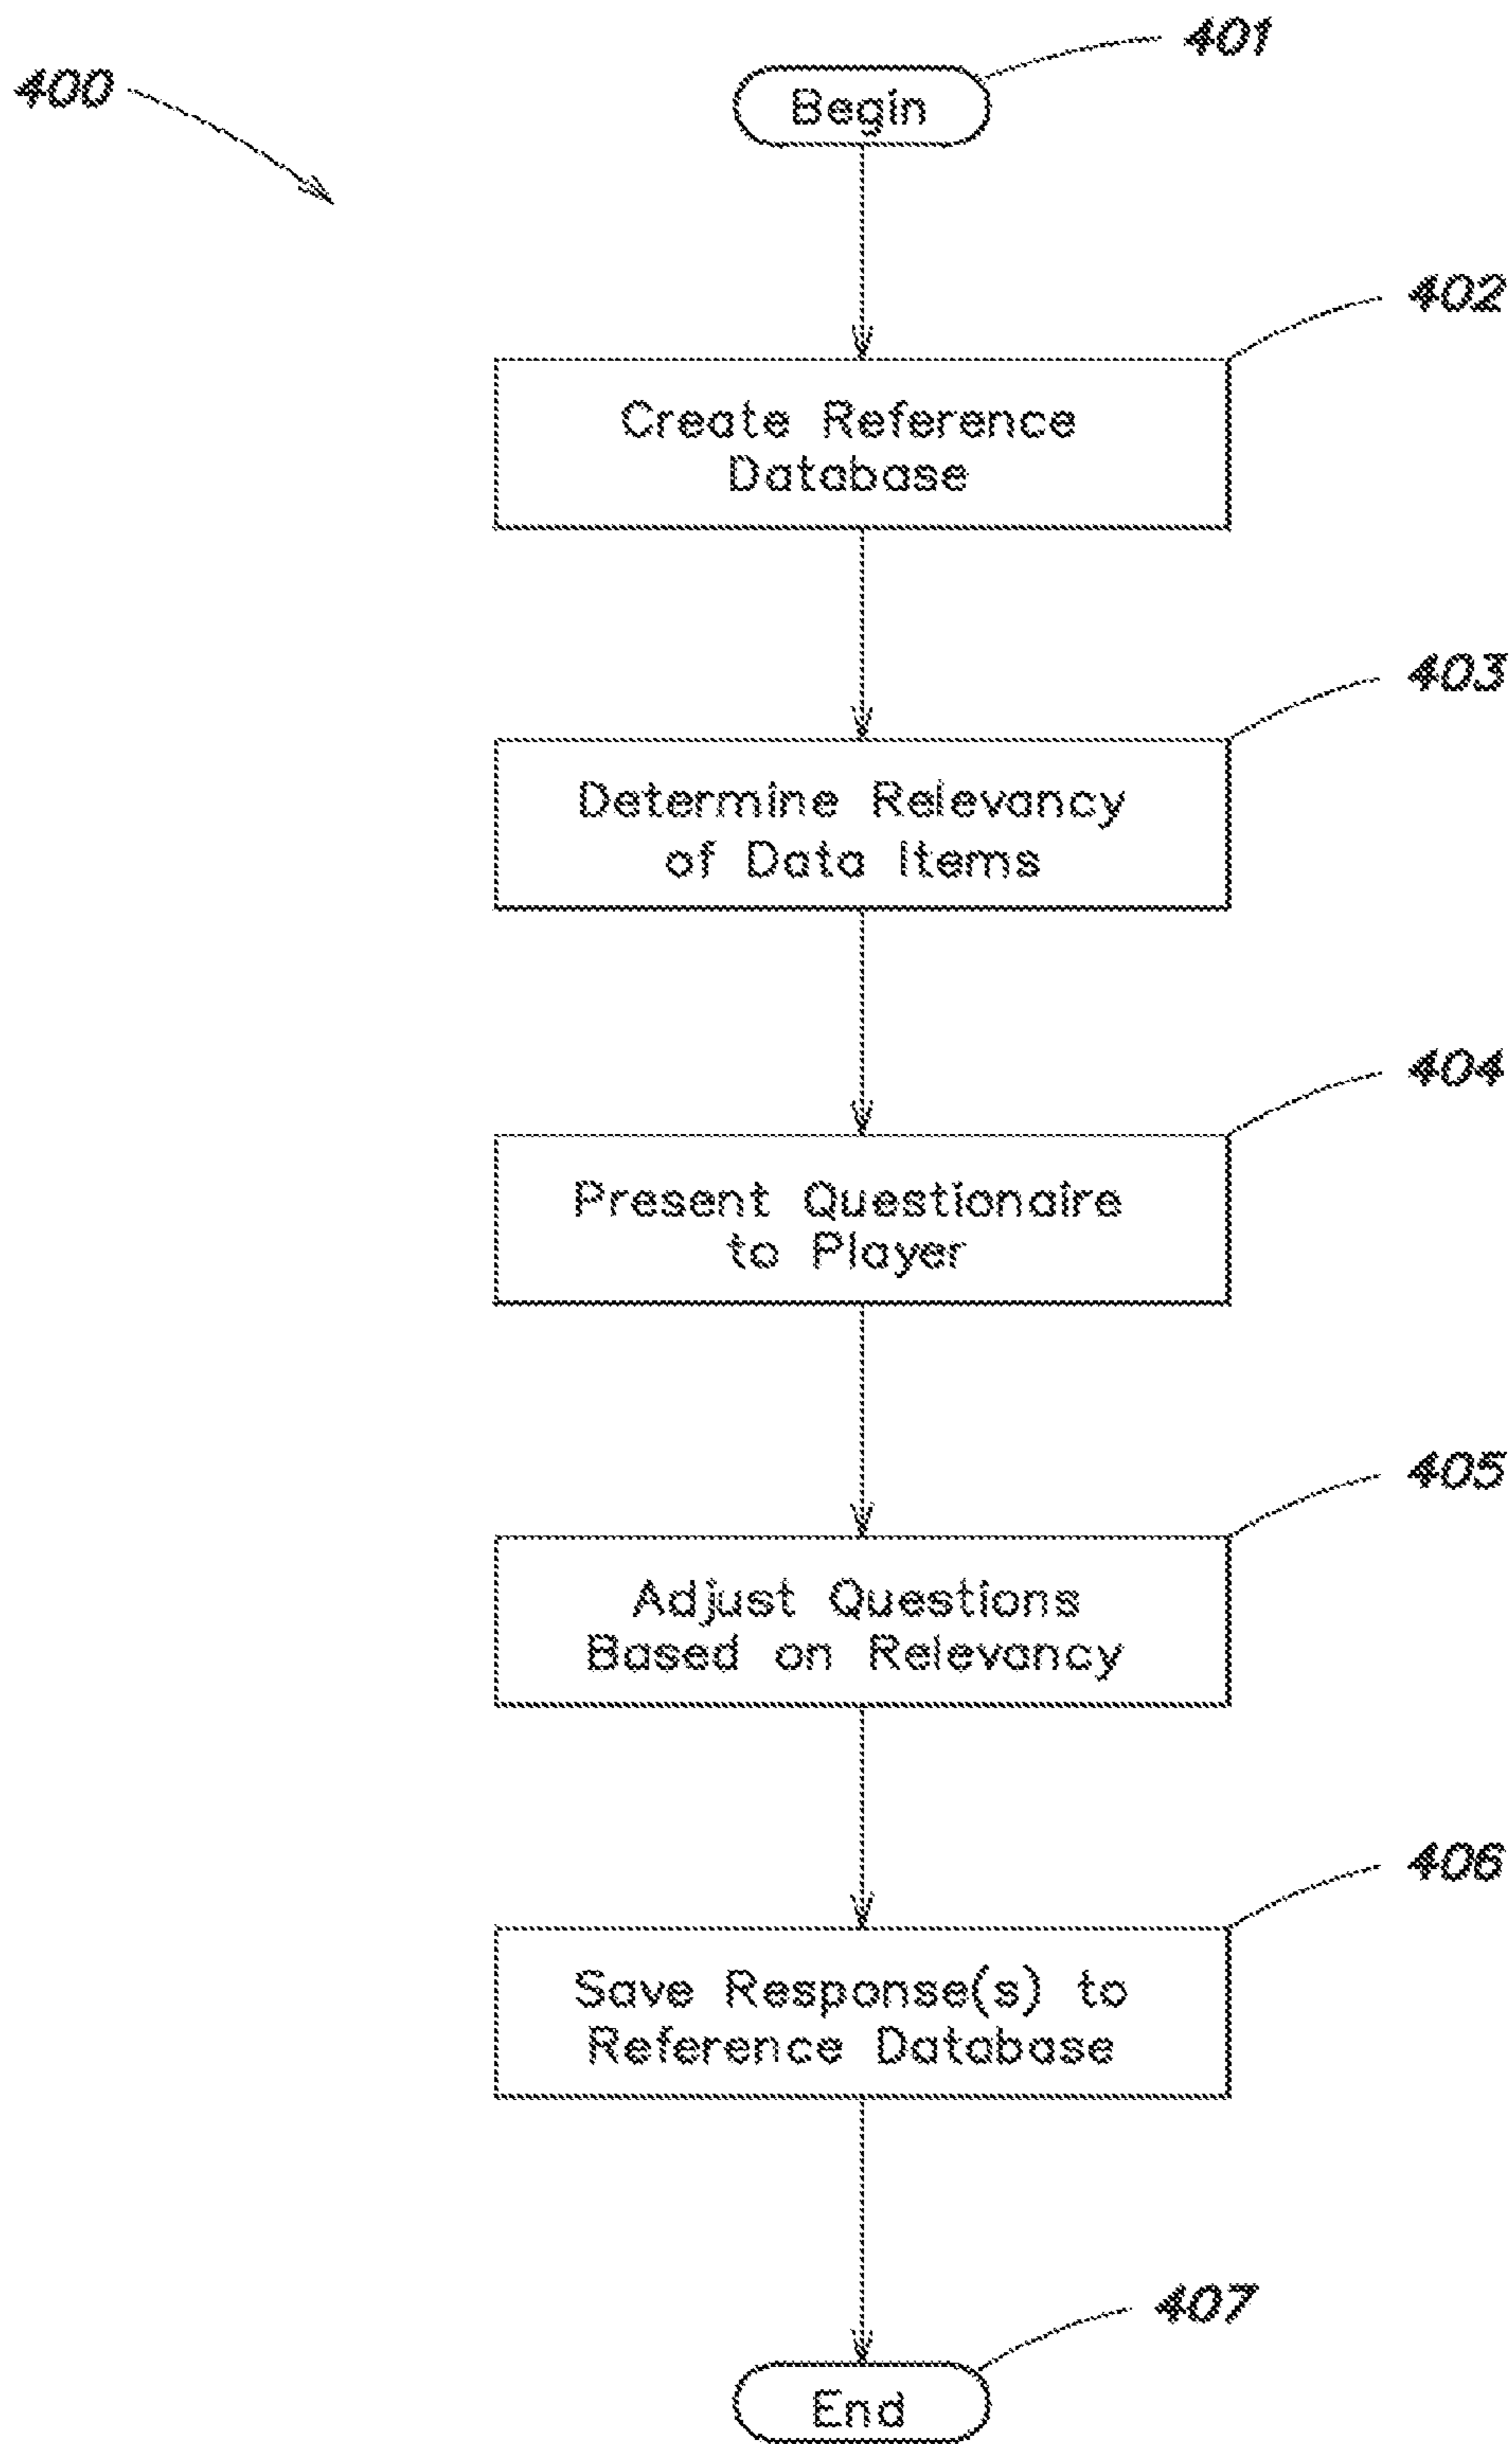 401
400
Begin
402
Create Reference
Database
403
Determine Relevancy
of Data Items
404
Present Questionaire
to Player
405
Adjust Questions
Based on Relevancy
406
Save Response(s) to
Reference Database
407
End